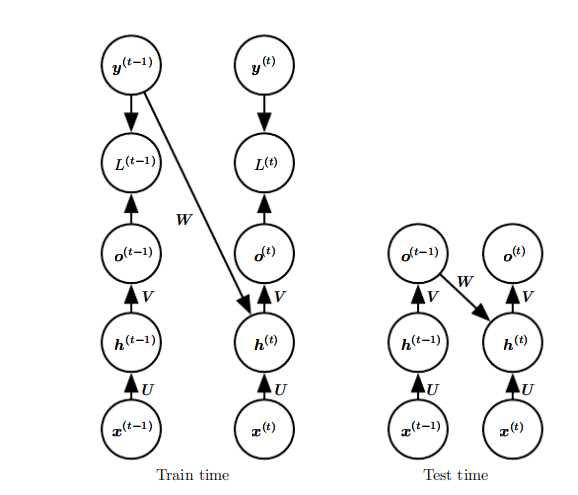 y^(t−1) y^(t)
L^(t−1) L^(t)
W
o^(t−1) o^(t) o^(t−1) o^(t)
W
V V V V
h^(t−1) h^(t) h^(t−1) h^(t)
U U U U
x^(t−1) x^(t) x^(t−1) x^(t)
Train time Test time